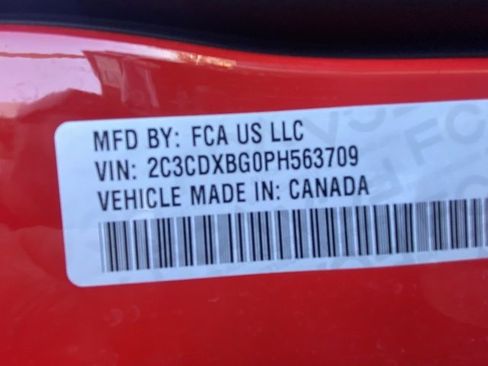 MFD BY: FCA US LLC
VIN: 2C3CDXBG0PH563709
VEHICLE MADE IN: CANADA